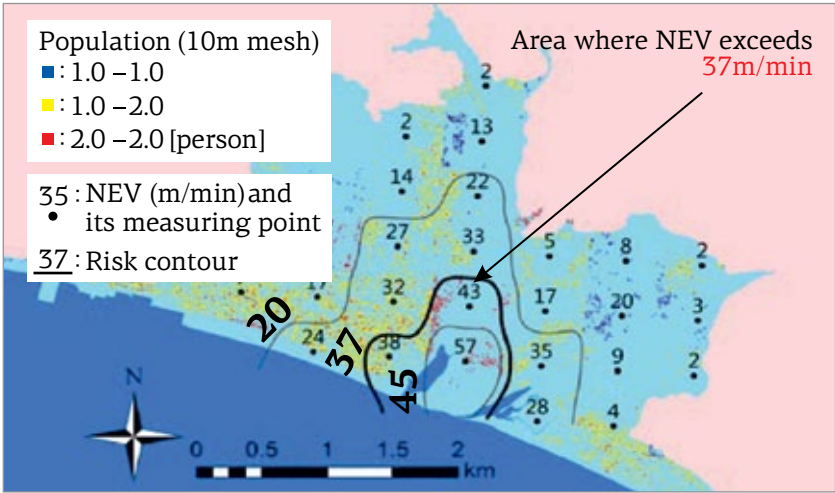 Population (10m mesh)
: 1.0 – 1.0
: 1.0 – 2.0
: 2.0 – 2.0 [person]
35 : NEV (m/min) and
its measuring point
37 : Risk contour
Area where NEV exceeds
37m/min
2
2
13
14
22
27
33
5
8
2
32
43
17
20
3
24
38
57
35
9
2
28
4
20
37
45
N
0 0.5 1 1.5 2
km